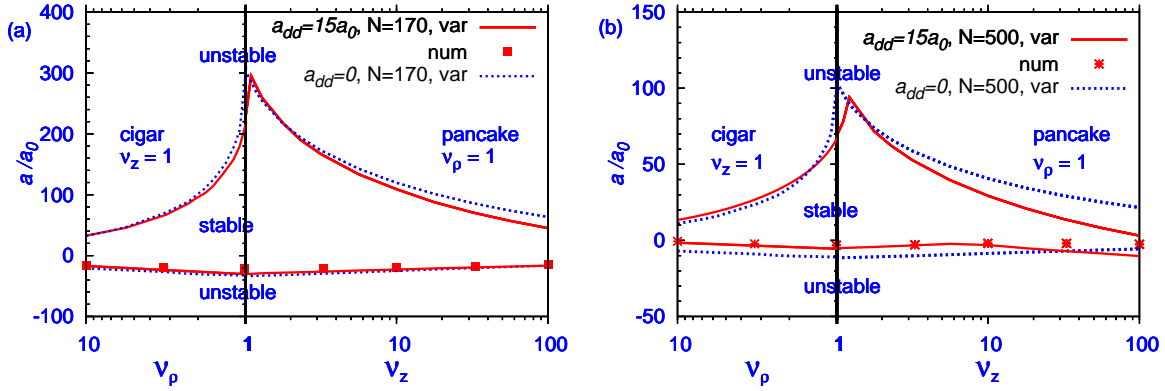 (a)
a_dd=15a_0, N=170, var
num
a_dd=0, N=170, var
unstable
cigar
ν_z = 1
pancake
ν_ρ = 1
stable
unstable
a/a_0
400
300
200
100
0
-100
10
1
10
100
ν_ρ
ν_z
(b)
a_dd=15a_0, N=500, var
num
a_dd=0, N=500, var
unstable
cigar
ν_z = 1
pancake
ν_ρ = 1
stable
unstable
a/a_0
150
100
50
0
-50
10
1
10
100
ν_ρ
ν_z